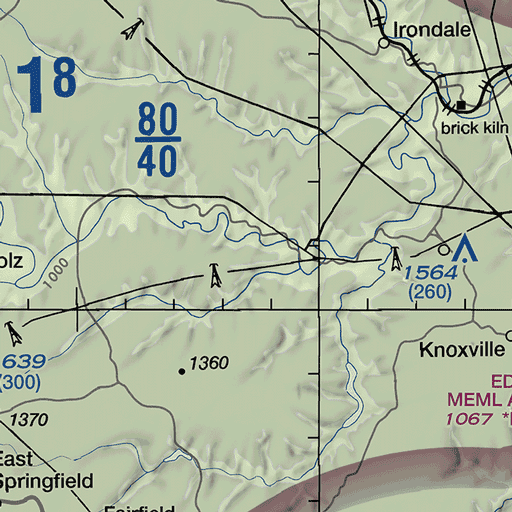 Irondale
18
80
40
brick kiln
olz
1000
1564
(260)
639
(300)
1360
Knoxville
ED
MEML A
1067 *
1370
East
Springfield
Fairfield